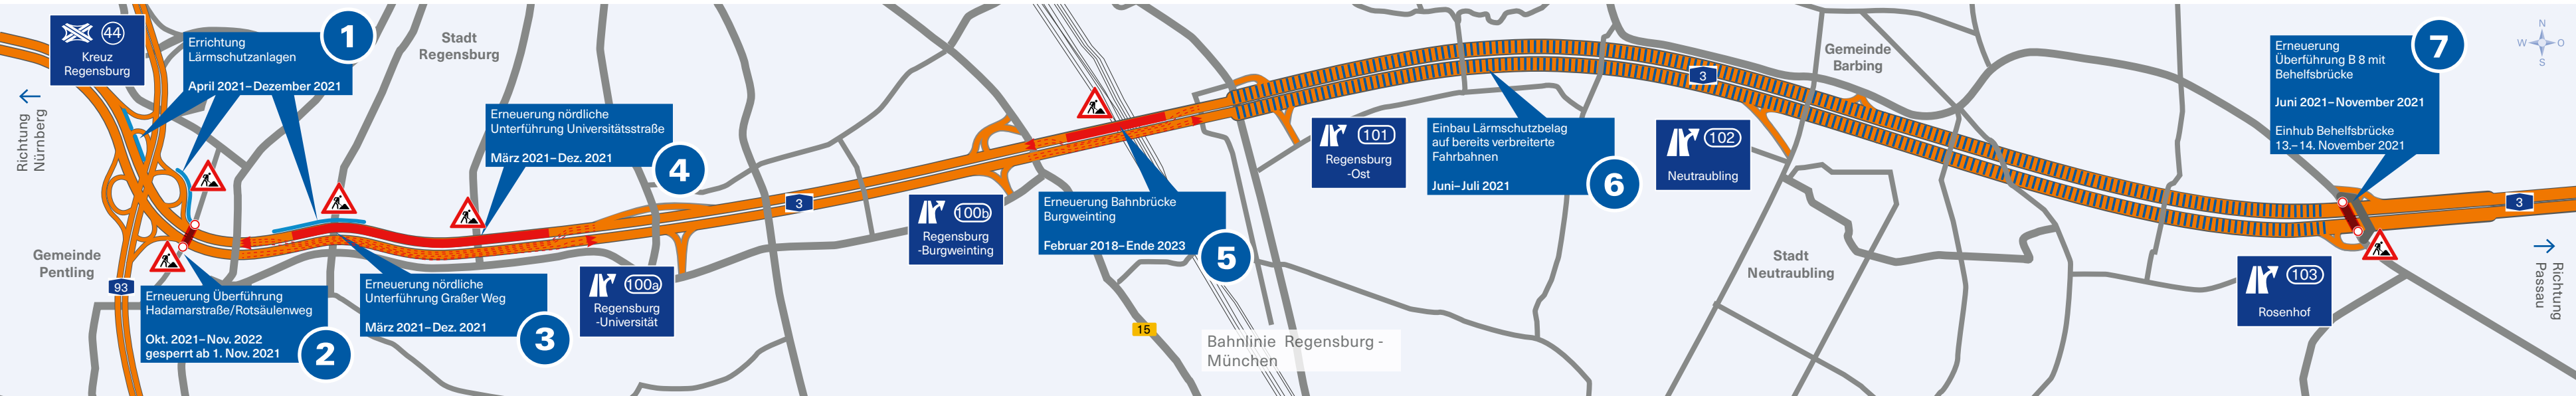 44
Kreuz
Regensburg
Richtung
Nürnberg
Errichtung
Lärmschutzanlagen
April 2021–Dezember 2021
1
Stadt
Regensburg
Gemeinde
Pentling
93
Erneuerung Überführung
Hadamarstraße/Rotsäulenweg
Okt. 2021–Nov. 2022
gesperrt ab 1. Nov. 2021
2
Erneuerung nördliche
Unterführung Graßer Weg
März 2021–Dez. 2021
3
Erneuerung nördliche
Unterführung Universitätsstraße
März 2021–Dez. 2021
4
100a
Regensburg
-Universität
3
100b
Regensburg
-Burgweinting
Erneuerung Bahnbrücke
Burgweinting
Februar 2018–Ende 2023
5
15
Bahnlinie Regensburg -
München
101
Regensburg
-Ost
Einbau Lärmschutzbelag
auf bereits verbreiterte
Fahrbahnen
Juni–Juli 2021
6
3
102
Neutraubling
Gemeinde
Barbing
Stadt
Neutraubling
Erneuerung
Überführung B 8 mit
Behelfsbrücke
Juni 2021–November 2021
Einhub Behelfsbrücke
13.–14. November 2021
7
103
Rosenhof
3
N
W
O
S
Richtung
Passau